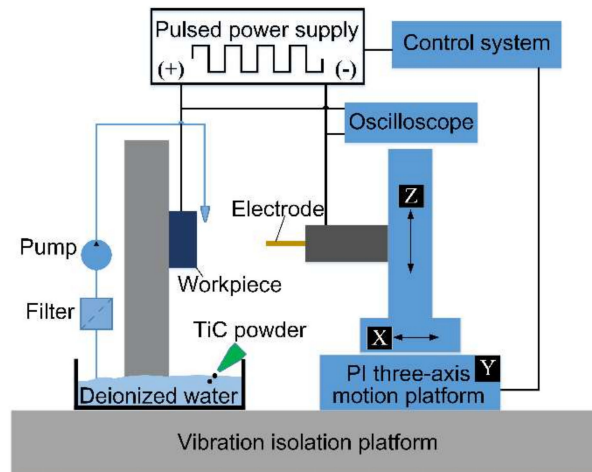 Pulsed power supply
(+)
(-)
Control system
Oscilloscope
Z
Electrode
Pump
Workpiece
Filter
TiC powder
X
Y
PI three-axis
motion platform
Deionized water
Vibration isolation platform